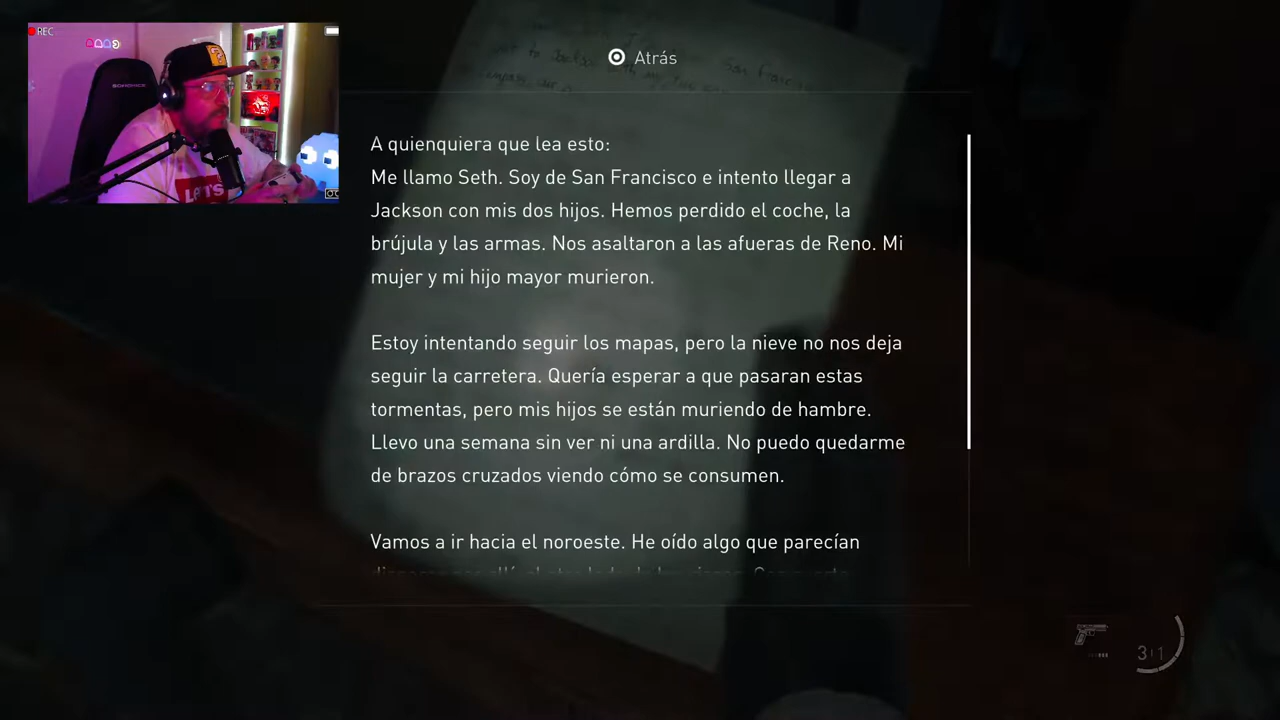 REC
Atrás
A quienquiera que lea esto:
Me llamo Seth. Soy de San Francisco e intento llegar a
Jackson con mis dos hijos. Hemos perdido el coche, la
brújula y las armas. Nos asaltaron a las afueras de Reno. Mi
mujer y mi hijo mayor murieron.
Estoy intentando seguir los mapas, pero la nieve no nos deja
seguir la carretera. Quería esperar a que pasaran estas
tormentas, pero mis hijos se están muriendo de hambre.
Llevo una semana sin ver ni una ardilla. No puedo quedarme
de brazos cruzados viendo cómo se consumen.
Vamos a ir hacia el noroeste. He oído algo que parecían
LET'S
3 1